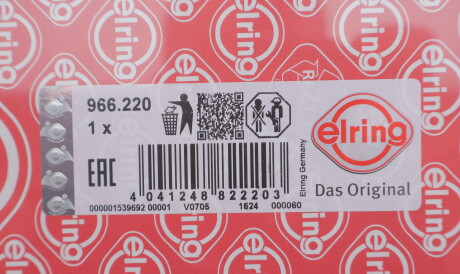 966.220
1 x
EAC
4 041248 822203
000001539692 00001 V0705 1624 000060
Elring Germany
elring
Das Original
elring
elring
elring
elring
elring
elring
elring